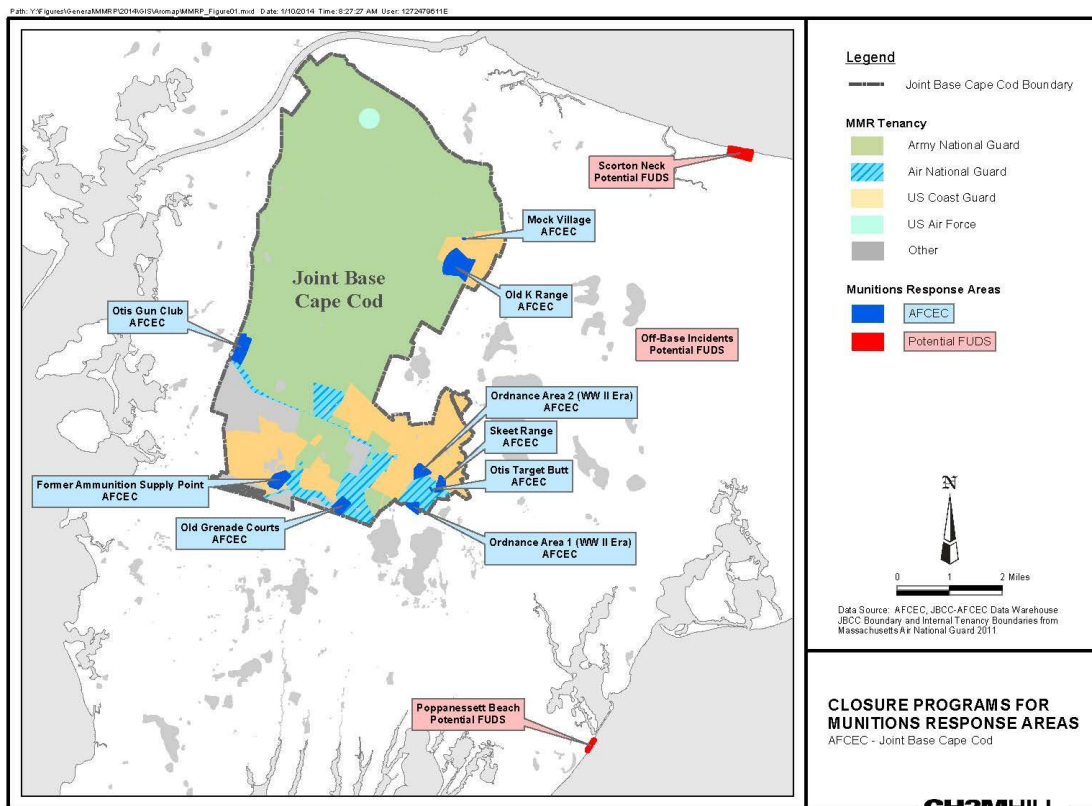 Path: Y:\Figures\General\MMRP\2014\GIS\Aromap\MMRP_Figure01.mxd Date: 1/10/2014 Time: 8:27:27 AM User: 1272479611E
Legend
Joint Base Cape Cod Boundary
MMR Tenancy
Army National Guard
Air National Guard
US Coast Guard
US Air Force
Other
Munitions Response Areas
AFCEC
Potential FUDS
Scorton Neck
Potential FUDS
Mock Village
AFCEC
Joint Base
Cape Cod
Old K Range
AFCEC
Otis Gun Club
AFCEC
Off-Base Incidents
Potential FUDS
Ordnance Area 2 (WW II Era)
AFCEC
Skeet Range
AFCEC
Otis Target Butt
AFCEC
Former Ammunition Supply Point
AFCEC
Old Grenade Courts
AFCEC
Ordnance Area 1 (WW II Era)
AFCEC
Poppanessett Beach
Potential FUDS
N
0 1 2 Miles
Data Source: AFCEC, JBCC-AFCEC Data Warehouse
JBCC Boundary and Internal Tenancy Boundaries from
Massachusetts Air National Guard 2011
CLOSURE PROGRAMS FOR
MUNITIONS RESPONSE AREAS
AFCEC - Joint Base Cape Cod
CH2MHILL